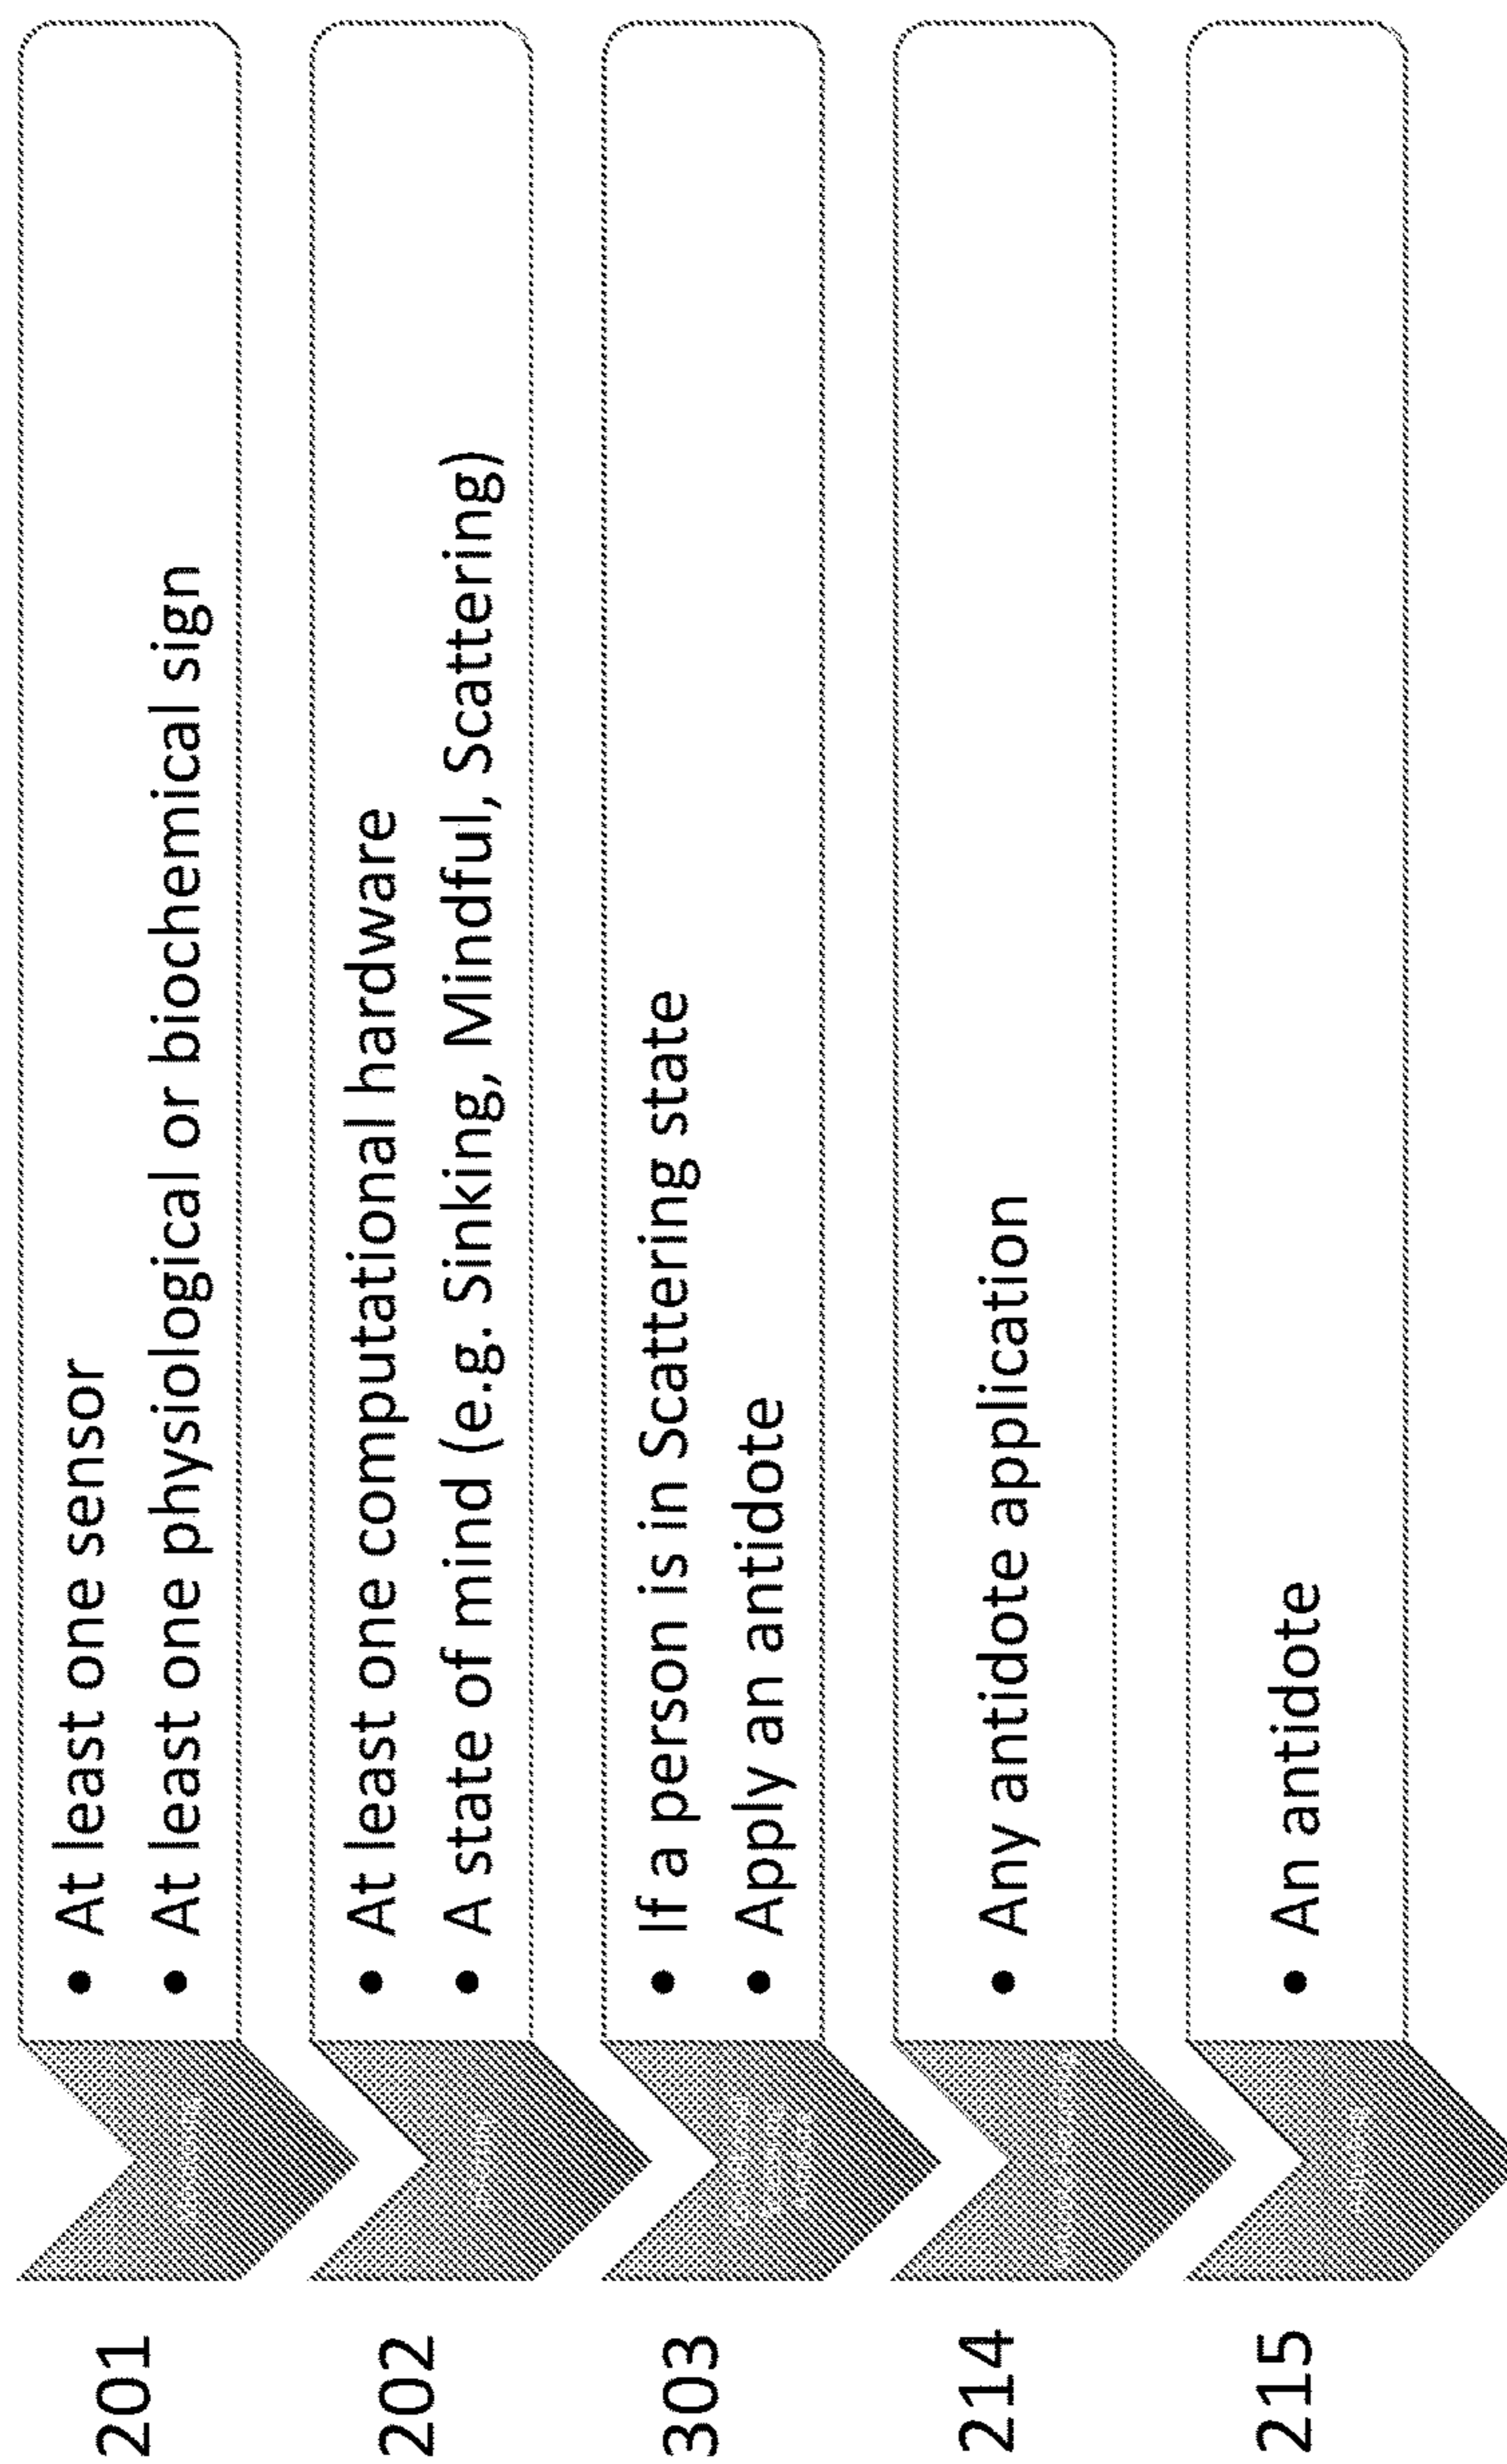 201
• At least one sensor
• At least one physiological or biochemical sign
202
• At least one computational hardware
• A state of mind (e.g. Sinking, Mindful, Scattering)
303
• If a person is in Scattering state
• Apply an antidote
214
• Any antidote application
215
• An antidote